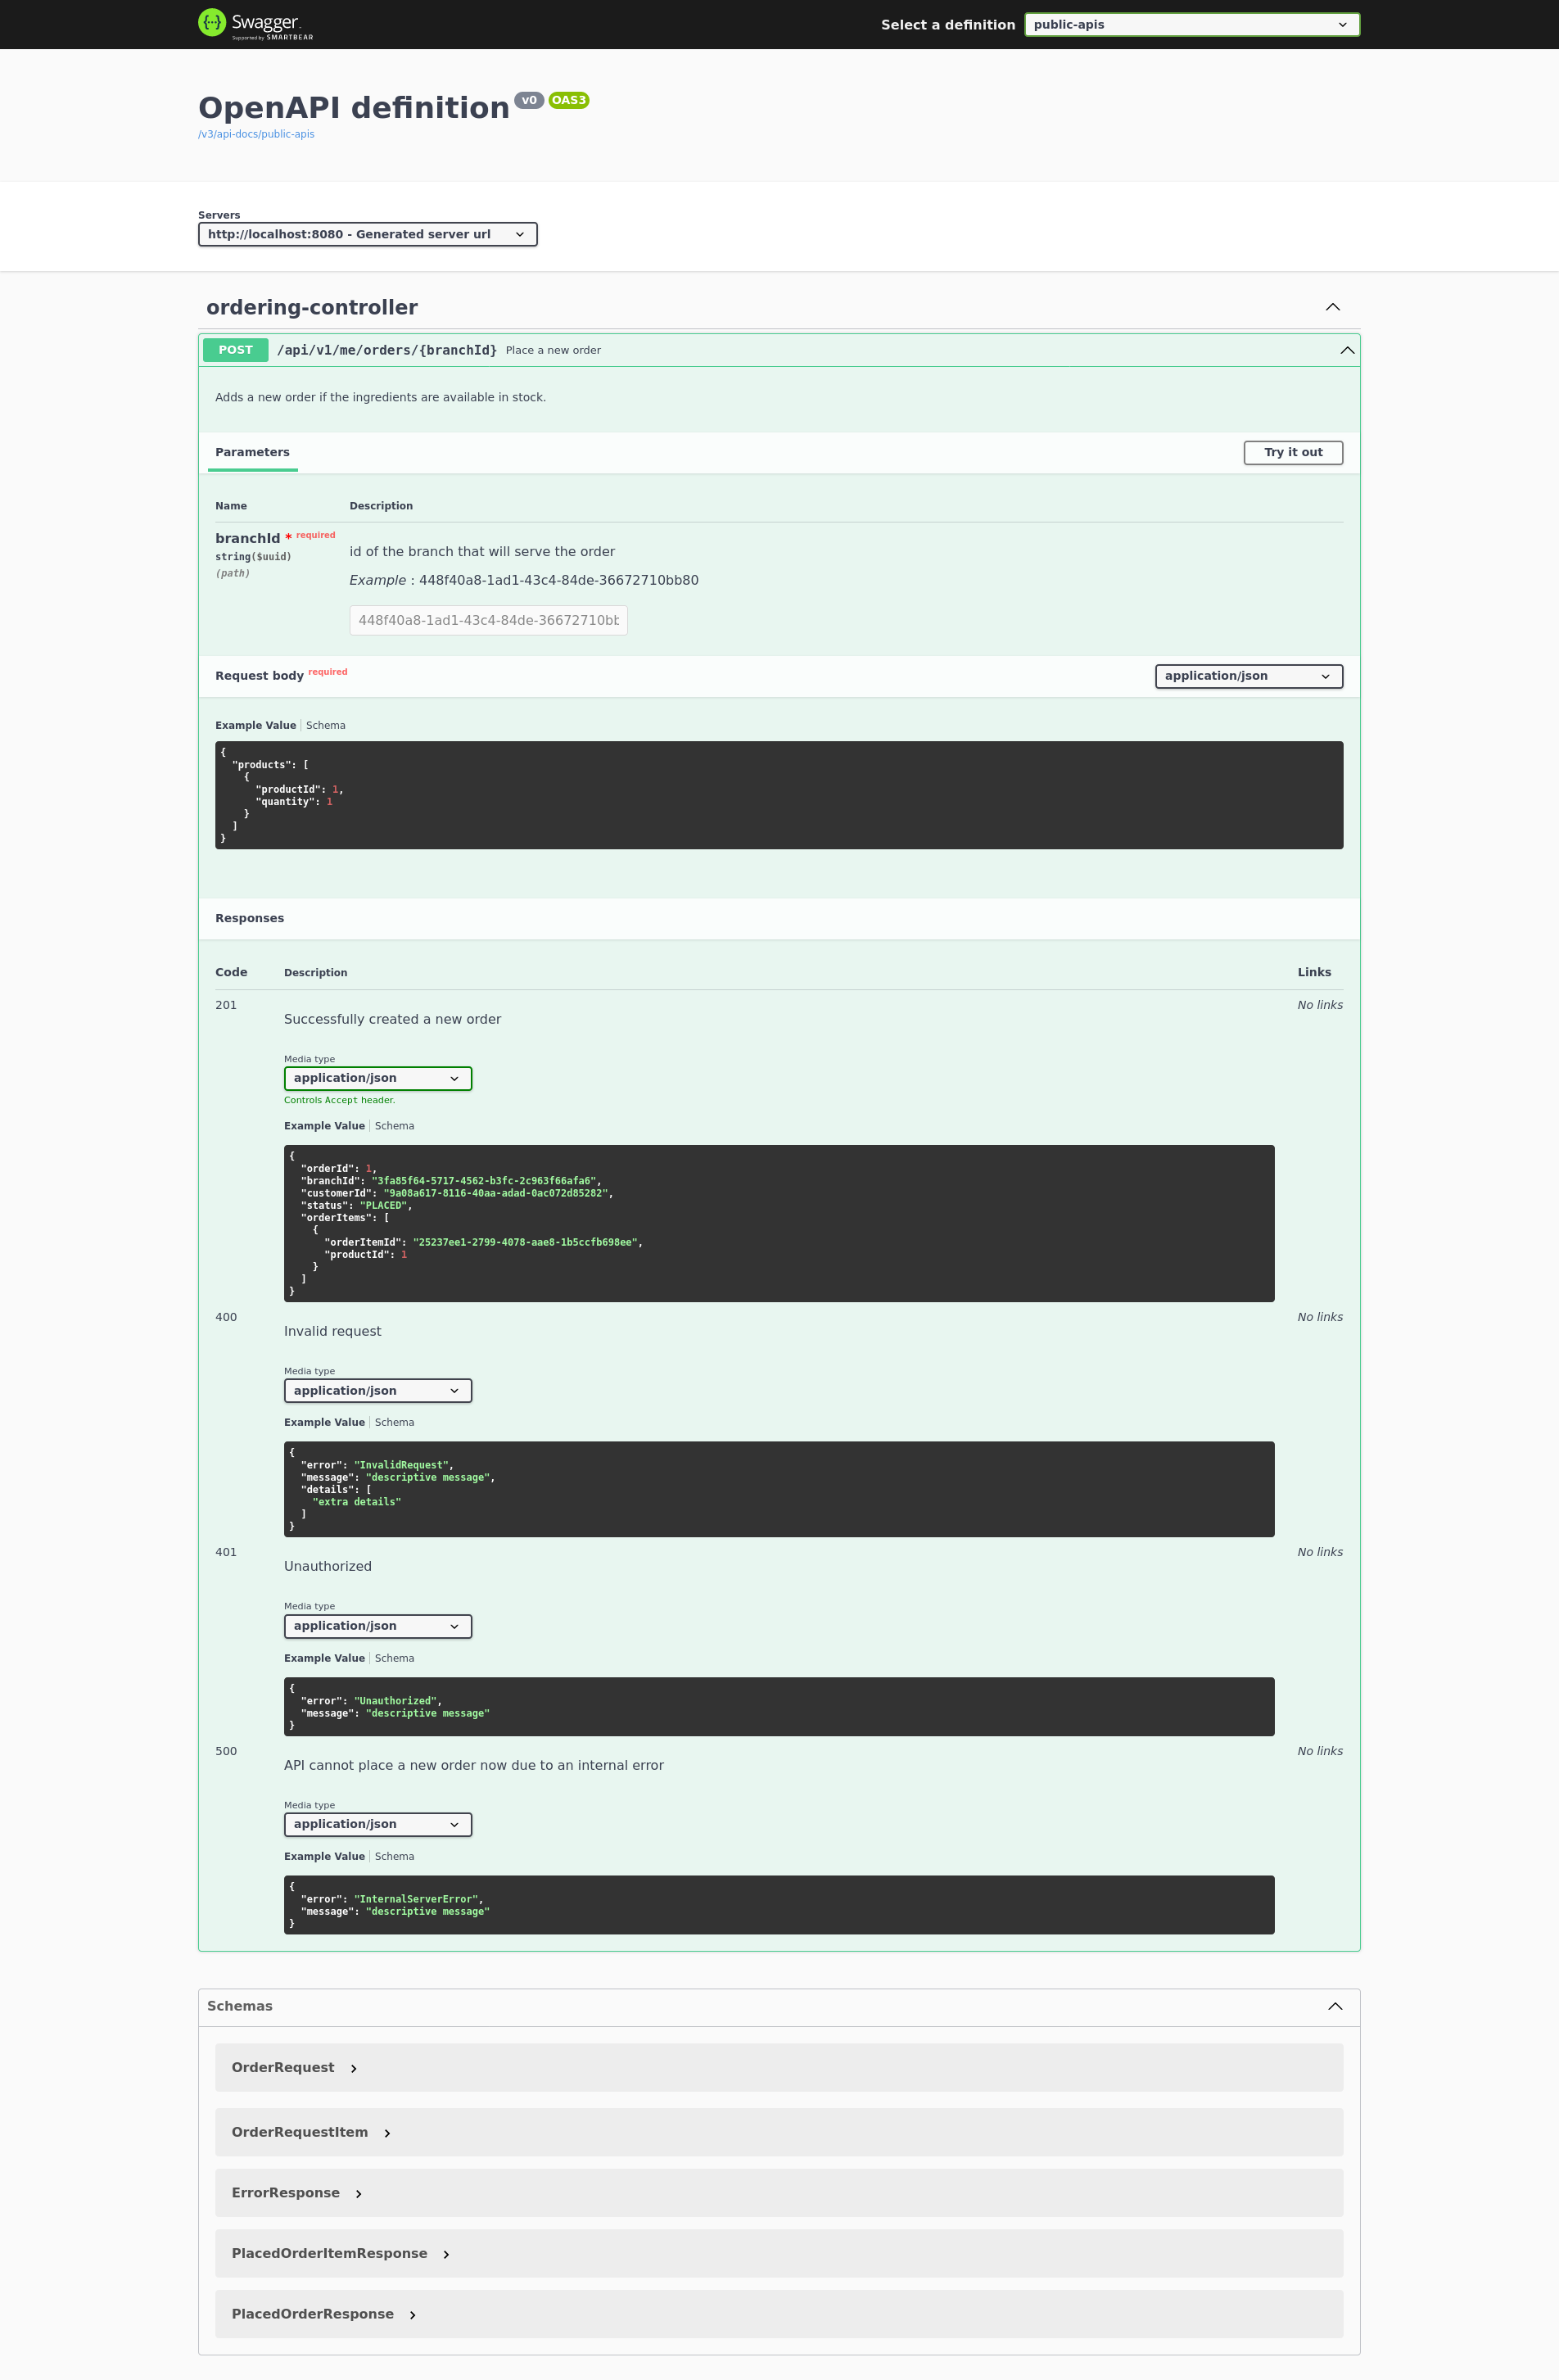 Swagger
Supported by SMARTBEAR
Select a definition
public-apis
OpenAPI definition v0 OAS3
/v3/api-docs/public-apis
Servers
http://localhost:8080 - Generated server url
ordering-controller
POST /api/v1/me/orders/{branchId} Place a new order
Adds a new order if the ingredients are available in stock.
Parameters
Try it out
Name Description
branchId * required
string($uuid)
(path)
id of the branch that will serve the order
Example : 448f40a8-1ad1-43c4-84de-36672710bb80
448f40a8-1ad1-43c4-84de-36672710bb
Request body required
application/json
Example Value Schema
{
  "products": [
    {
      "productId": 1,
      "quantity": 1
    }
  ]
}
Responses
Code Description Links
201
Successfully created a new order
No links
Media type
application/json
Controls Accept header.
Example Value Schema
{
  "orderId": 1,
  "branchId": "3fa85f64-5717-4562-b3fc-2c963f66afa6",
  "customerId": "9a08a617-8116-40aa-adad-0ac072d85282",
  "status": "PLACED",
  "orderItems": [
    {
      "orderItemId": "25237ee1-2799-4078-aae8-1b5ccfb698ee",
      "productId": 1
    }
  ]
}
400
Invalid request
No links
Media type
application/json
Example Value Schema
{
  "error": "InvalidRequest",
  "message": "descriptive message",
  "details": [
    "extra details"
  ]
}
401
Unauthorized
No links
Media type
application/json
Example Value Schema
{
  "error": "Unauthorized",
  "message": "descriptive message"
}
500
API cannot place a new order now due to an internal error
No links
Media type
application/json
Example Value Schema
{
  "error": "InternalServerError",
  "message": "descriptive message"
}
Schemas
OrderRequest
OrderRequestItem
ErrorResponse
PlacedOrderItemResponse
PlacedOrderResponse